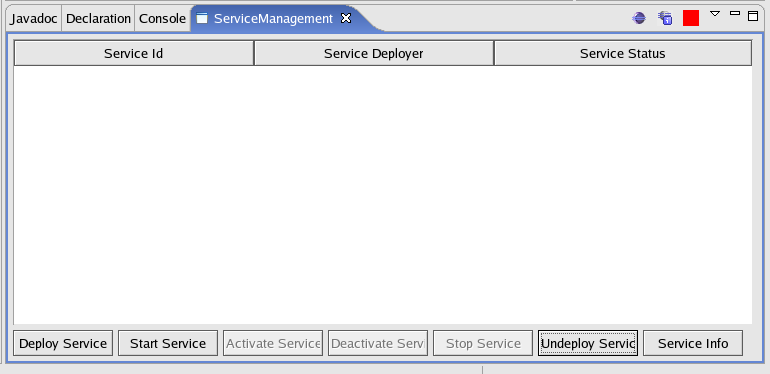 Javadoc Declaration Console ServiceManagement
Service Id Service Deployer Service Status
Deploy Service Start Service Activate Service Deactivate Servi Stop Service Undeploy Servic Service Info